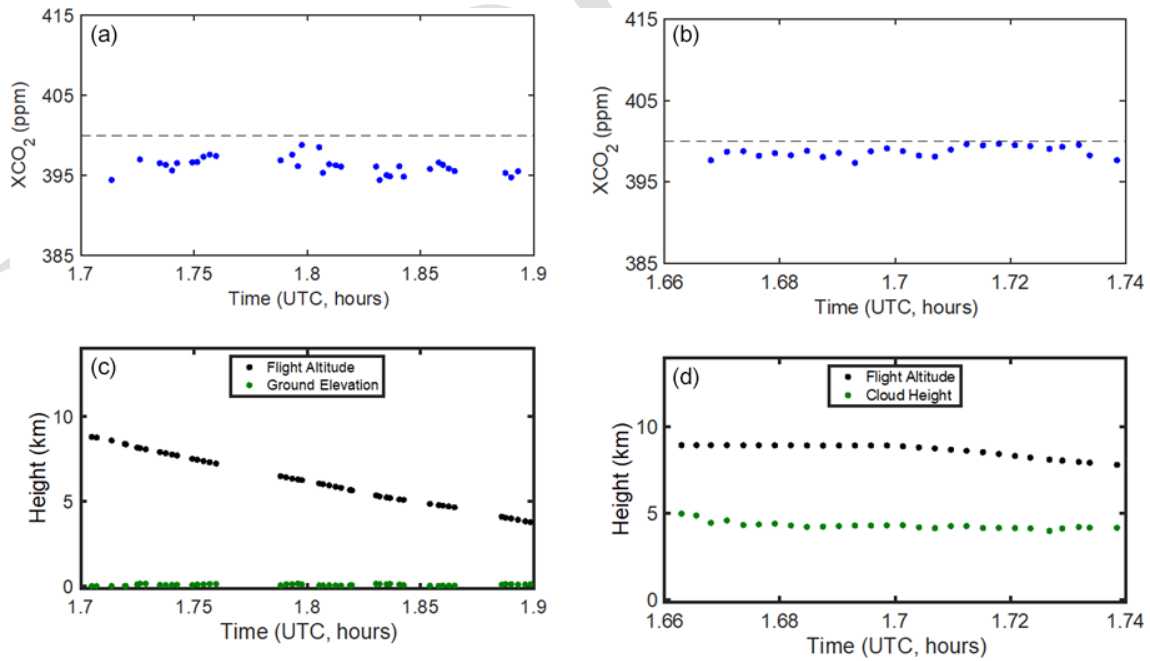 (a)
415
405
395
385
XCO₂ (ppm)
1.7 1.75 1.8 1.85 1.9
Time (UTC, hours)
(b)
415
405
395
385
XCO₂ (ppm)
1.66 1.68 1.7 1.72 1.74
Time (UTC, hours)
(c)
Flight Altitude
Ground Elevation
10
5
0
Height (km)
1.7 1.75 1.8 1.85 1.9
Time (UTC, hours)
(d)
Flight Altitude
Cloud Height
10
5
0
Height (km)
1.66 1.68 1.7 1.72 1.74
Time (UTC, hours)